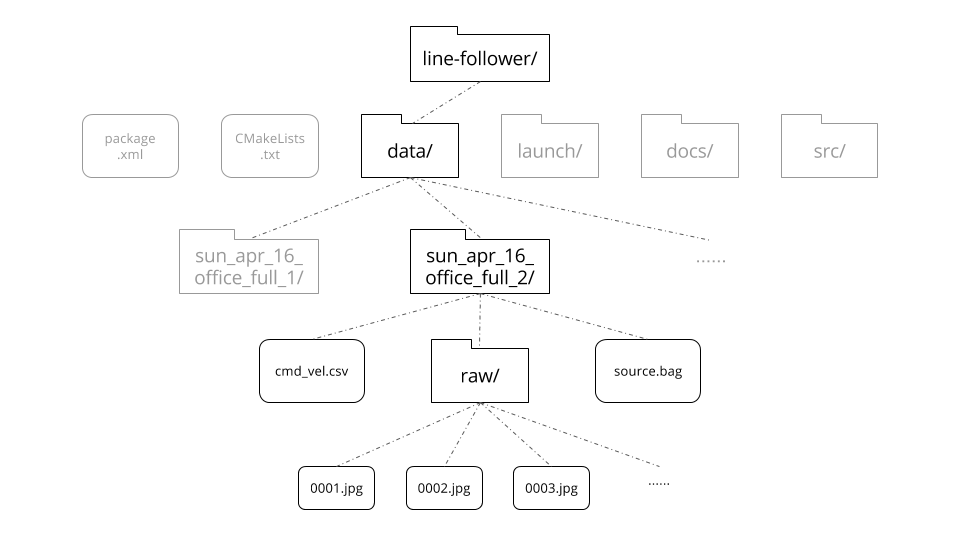 line-follower/
package
.xml
CMakeLists
.txt
data/
launch/
docs/
src/
sun_apr_16_
office_full_1/
sun_apr_16_
office_full_2/
......
cmd_vel.csv
raw/
source.bag
0001.jpg
0002.jpg
0003.jpg
......